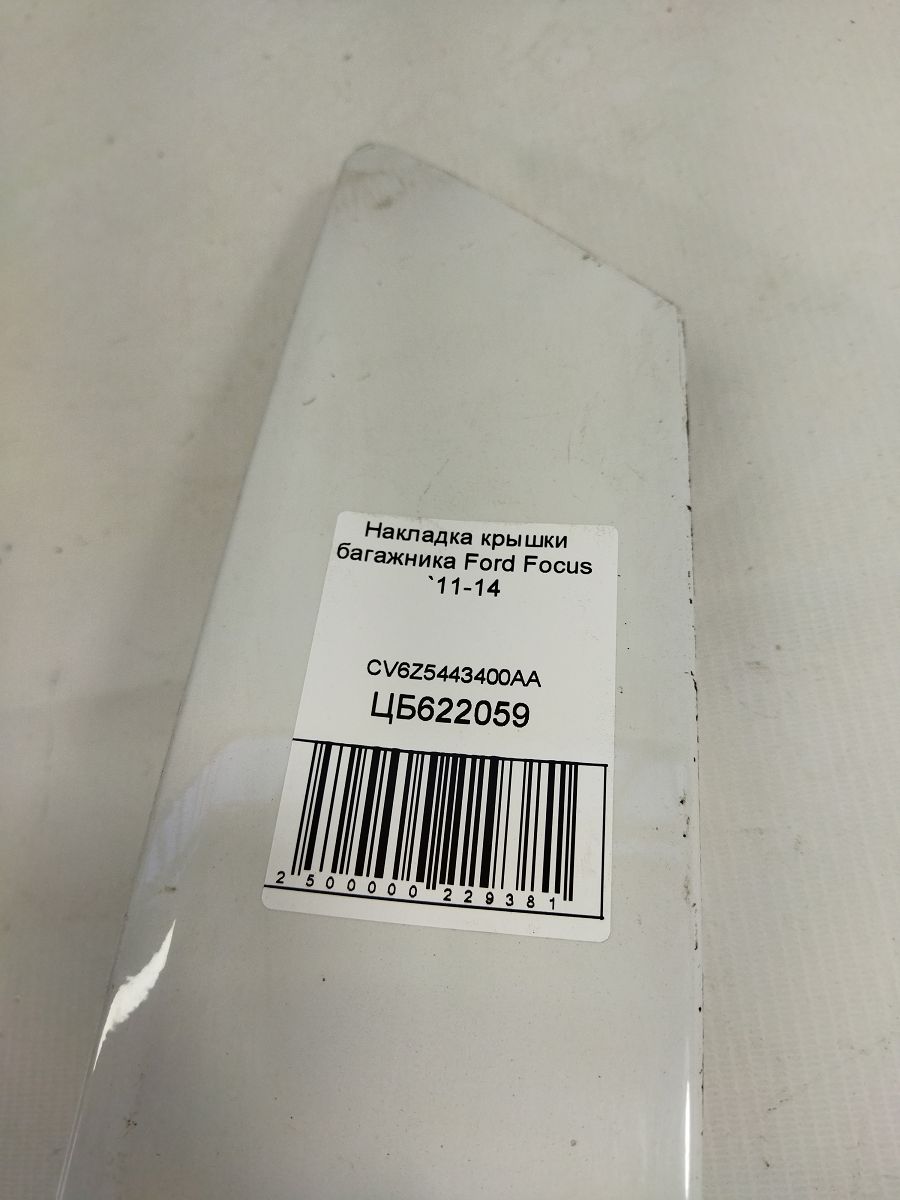 Накладка крышки
багажника Ford Focus
`11-14
CV6Z5443400AA
ЦБ622059
2 500000 229381